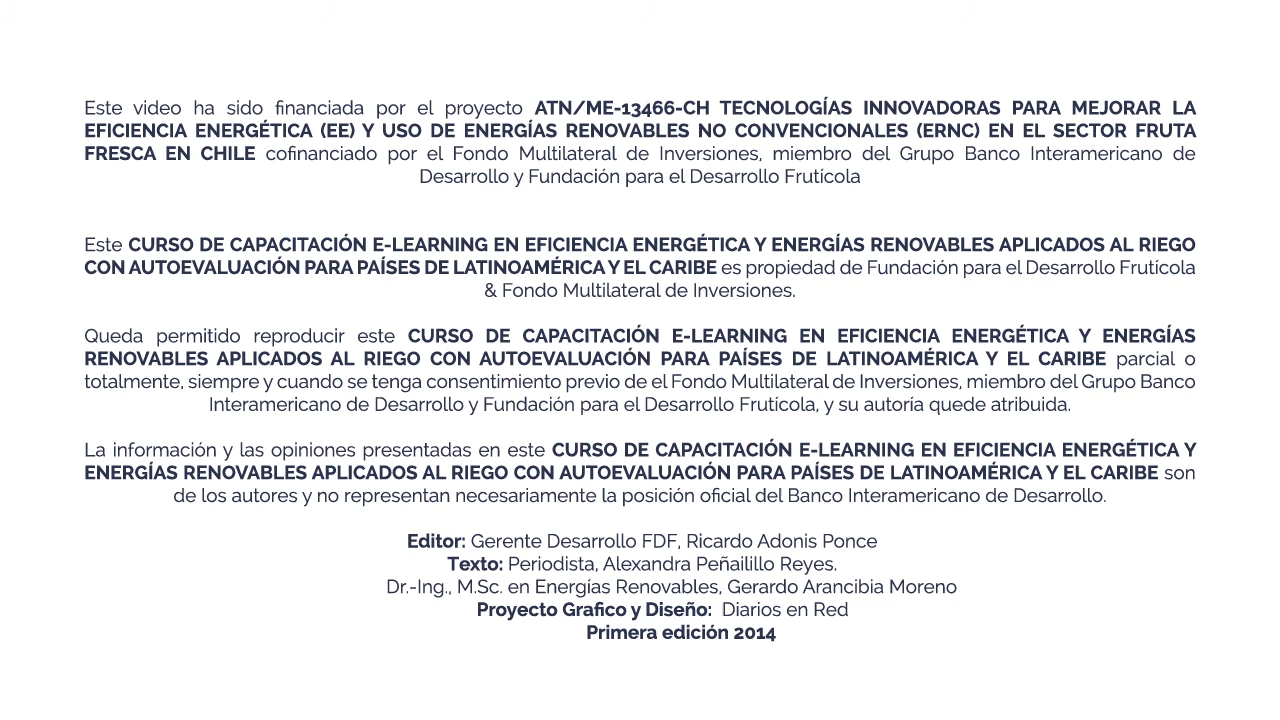 Este video ha sido financiada por el proyecto ATN/ME-13466-CH TECNOLOGÍAS INNOVADORAS PARA MEJORAR LA
EFICIENCIA ENERGÉTICA (EE) Y USO DE ENERGÍAS RENOVABLES NO CONVENCIONALES (ERNC) EN EL SECTOR FRUTA
FRESCA EN CHILE cofinanciado por el Fondo Multilateral de Inversiones, miembro del Grupo Banco Interamericano de
Desarrollo y Fundación para el Desarrollo Frutícola
Este CURSO DE CAPACITACIÓN E-LEARNING EN EFICIENCIA ENERGÉTICA Y ENERGÍAS RENOVABLES APLICADOS AL RIEGO
CON AUTOEVALUACIÓN PARA PAÍSES DE LATINOAMÉRICA Y EL CARIBE es propiedad de Fundación para el Desarrollo Frutícola
& Fondo Multilateral de Inversiones.
Queda permitido reproducir este CURSO DE CAPACITACIÓN E-LEARNING EN EFICIENCIA ENERGÉTICA Y ENERGÍAS
RENOVABLES APLICADOS AL RIEGO CON AUTOEVALUACIÓN PARA PAÍSES DE LATINOAMÉRICA Y EL CARIBE parcial o
totalmente, siempre y cuando se tenga consentimiento previo de el Fondo Multilateral de Inversiones, miembro del Grupo Banco
Interamericano de Desarrollo y Fundación para el Desarrollo Frutícola, y su autoría quede atribuida.
La información y las opiniones presentadas en este CURSO DE CAPACITACIÓN E-LEARNING EN EFICIENCIA ENERGÉTICA Y
ENERGÍAS RENOVABLES APLICADOS AL RIEGO CON AUTOEVALUACIÓN PARA PAÍSES DE LATINOAMÉRICA Y EL CARIBE son
de los autores y no representan necesariamente la posición oficial del Banco Interamericano de Desarrollo.
Editor: Gerente Desarrollo FDF, Ricardo Adonis Ponce
Texto: Periodista, Alexandra Peñailillo Reyes.
Dr.-Ing., M.Sc. en Energías Renovables, Gerardo Arancibia Moreno
Proyecto Grafico y Diseño: Diarios en Red
Primera edición 2014